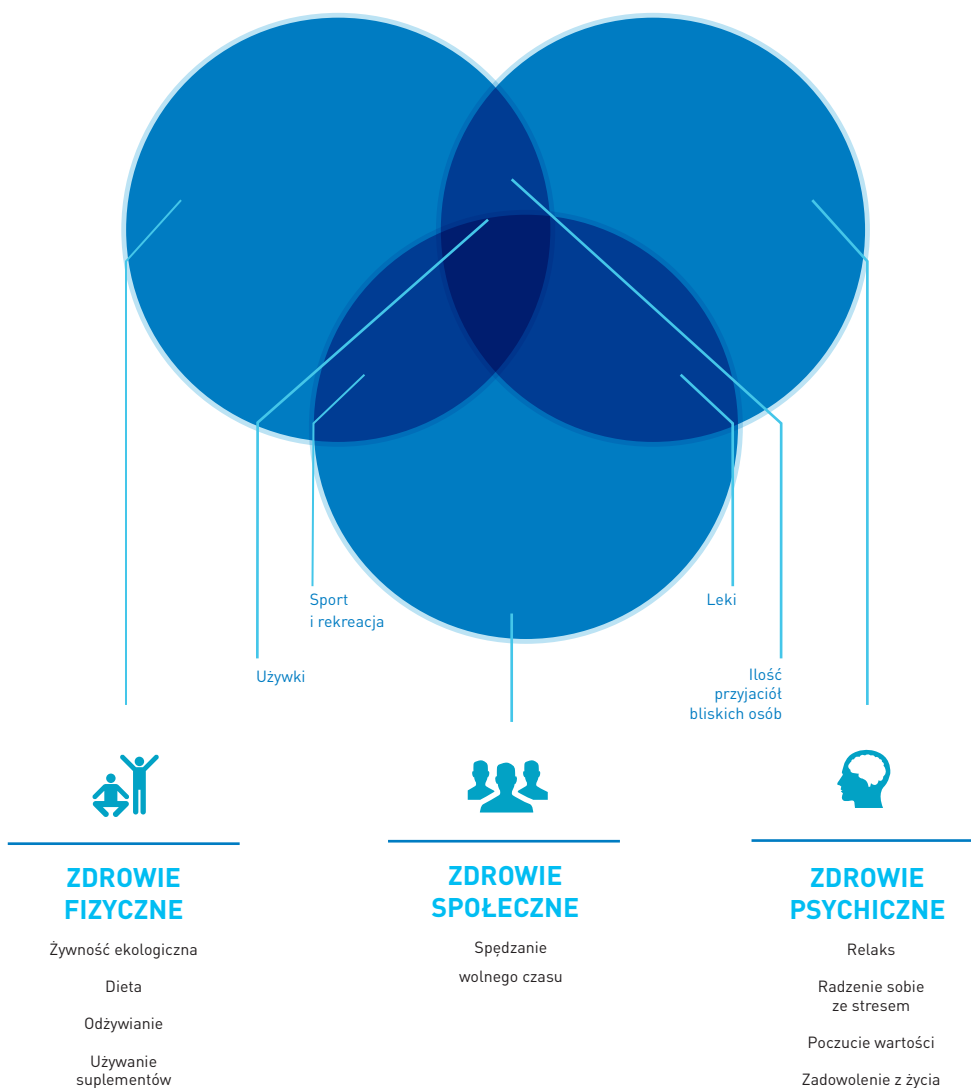 Sport
i rekreacja
Leki
Używki
Ilość
przyjaciół
bliskich osób
ZDROWIE
FIZYCZNE
Żywność ekologiczna
Dieta
Odżywianie
Używanie
suplementów
ZDROWIE
SPOŁECZNE
Spędzanie
wolnego czasu
ZDROWIE
PSYCHICZNE
Relaks
Radzenie sobie
ze stresem
Poczucie wartości
Zadowolenie z życia